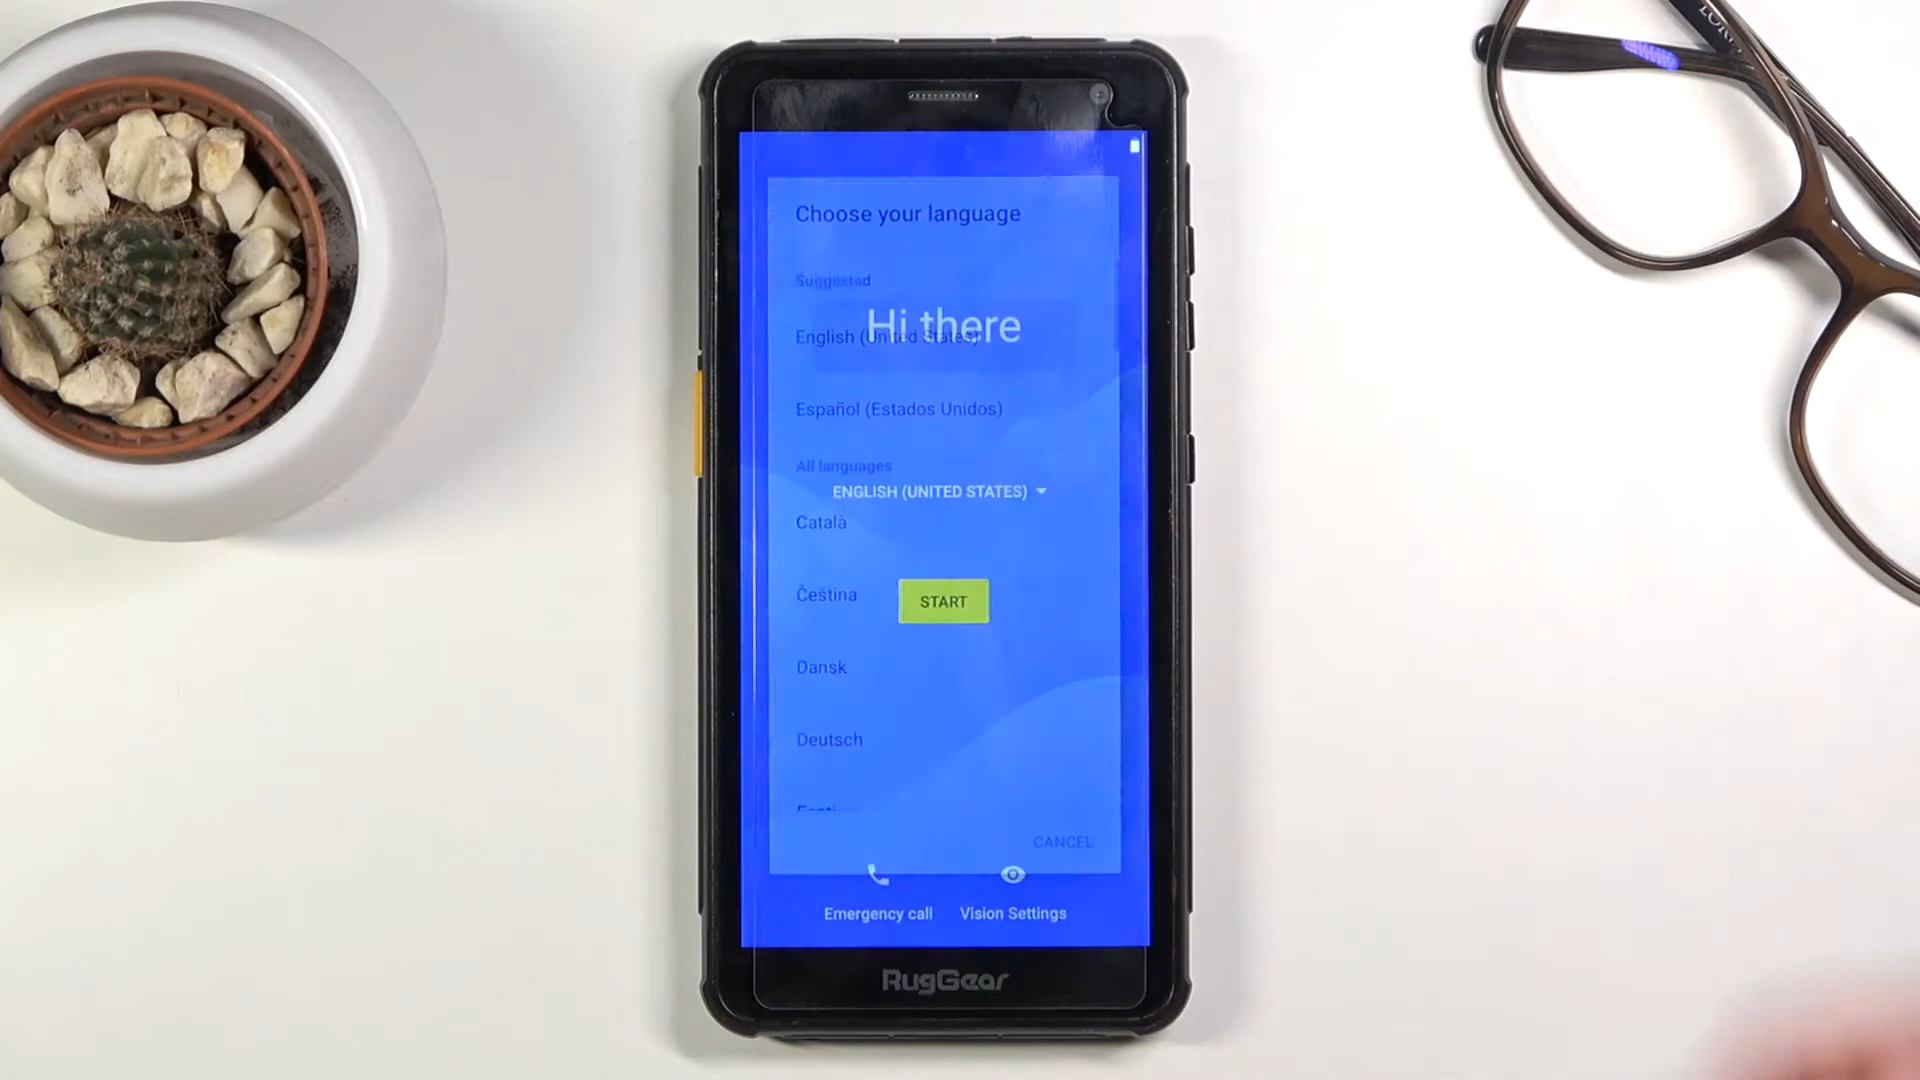 Choose your language
Suggested
Hi there
English (United States)
Español (Estados Unidos)
All languages
ENGLISH (UNITED STATES)
Català
Čeština
START
Dansk
Deutsch
CANCEL
Emergency call
Vision Settings
RugGear